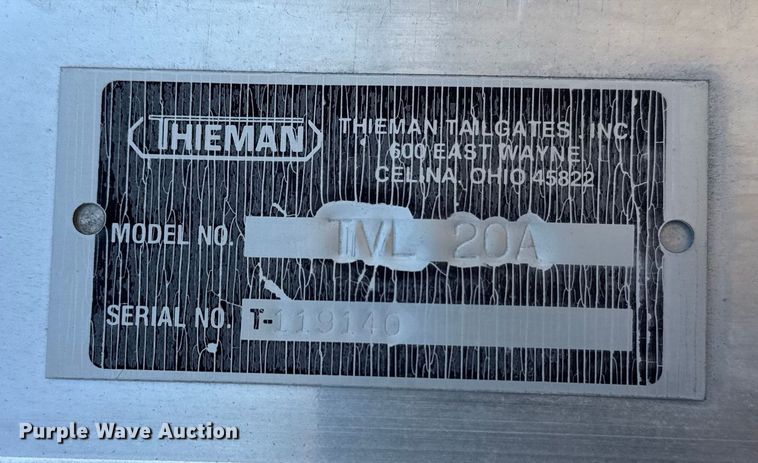 THIEMAN
THIEMAN TAILGATES, INC.
600 EAST WAYNE
CELINA, OHIO 45822
MODEL NO. TVL 20A
SERIAL NO. T-119140
Purple Wave Auction